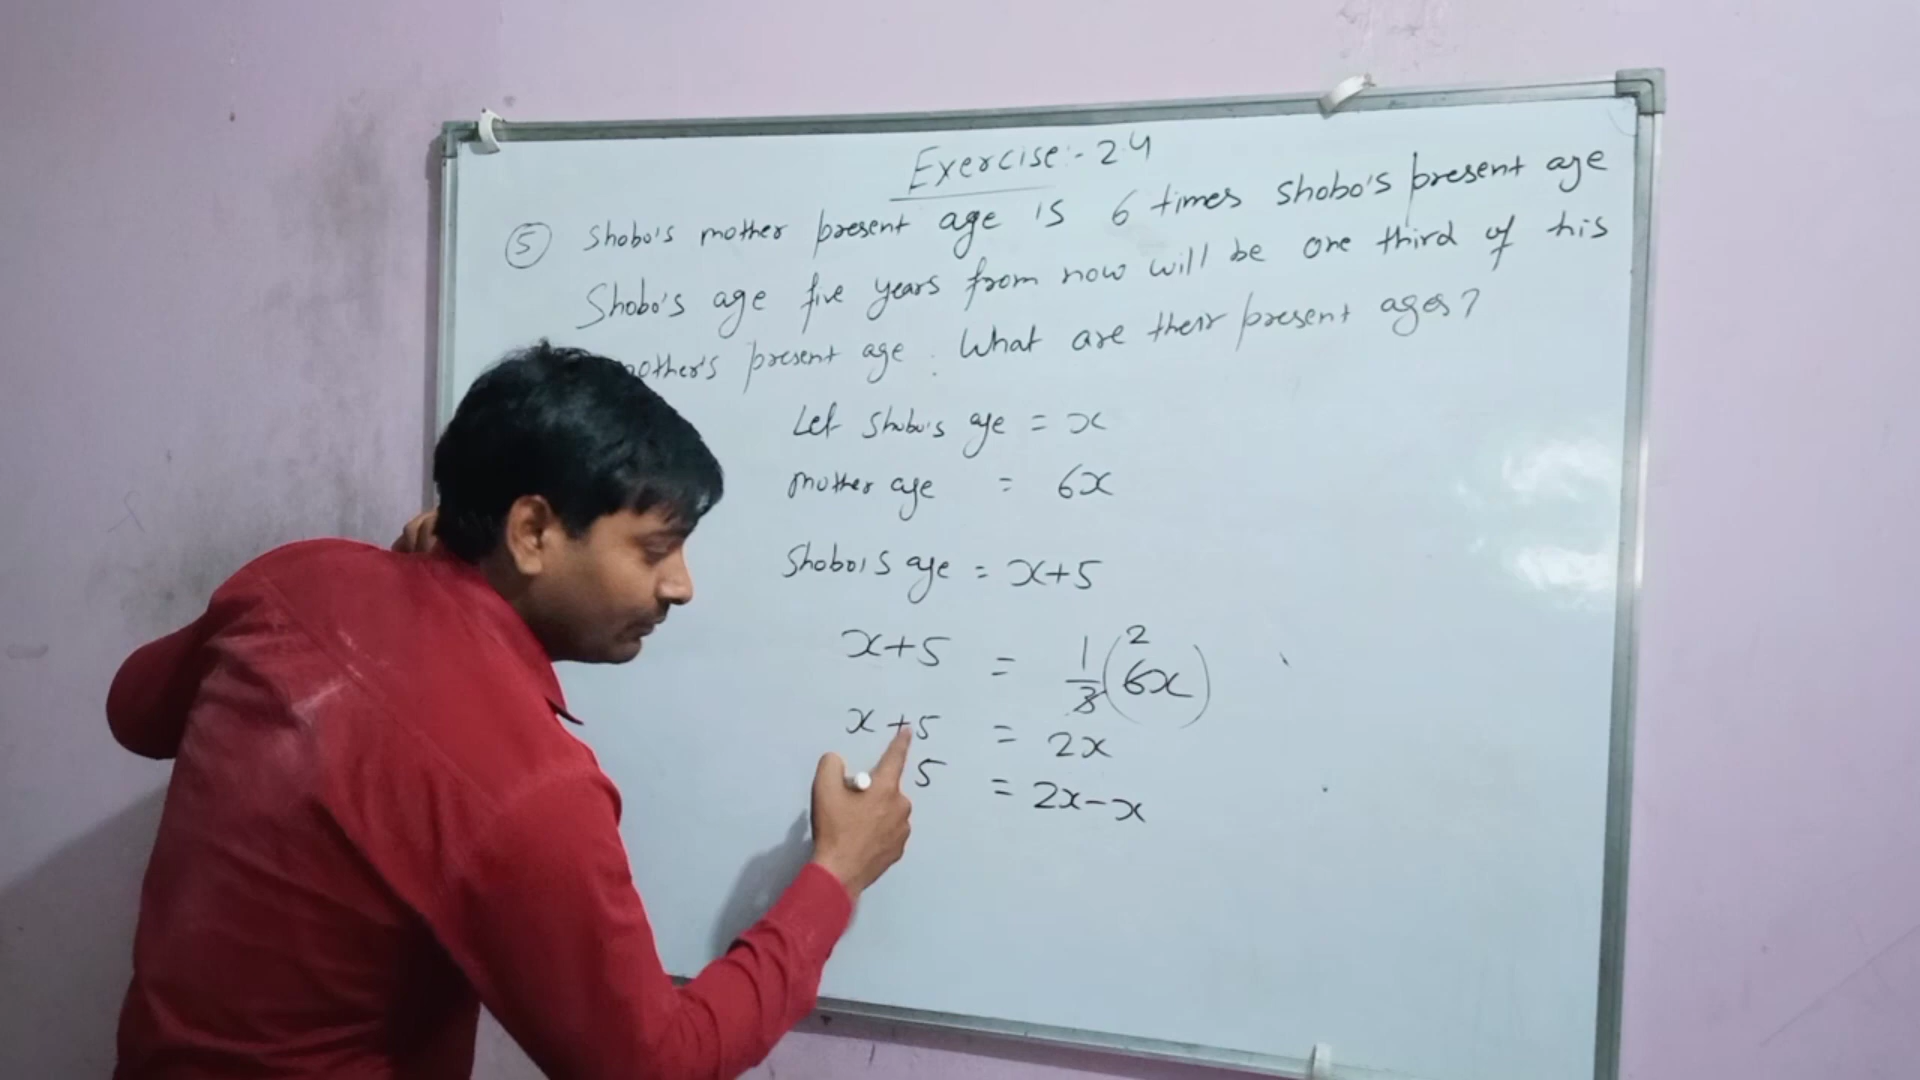 Exercise:- 2.4
⑤ Shobo's mother present age is 6 times Shobo's present age
Shobo's age five years from now will be one third of his
mother's present age. What are their present ages?
Let Shobo's age = x
Mother age = 6x
Shobo's age = x+5
x+5 = 1/3 (6x) 2
x+5 = 2x
5 = 2x-x